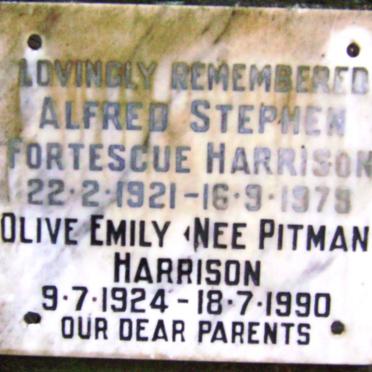 LOVINGLY REMEMBERED
ALFRED STEPHEN
FORTESCUE HARRISON
22·2·1921-16·9·1979
OLIVE EMILY (NEE PITMAN
HARRISON
9·7·1924-18·7·1990
OUR DEAR PARENTS